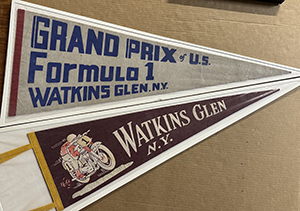 GRAND PRIX of U.S.
Formula 1
WATKINS GLEN, N.Y.
WATKINS GLEN
N.Y.